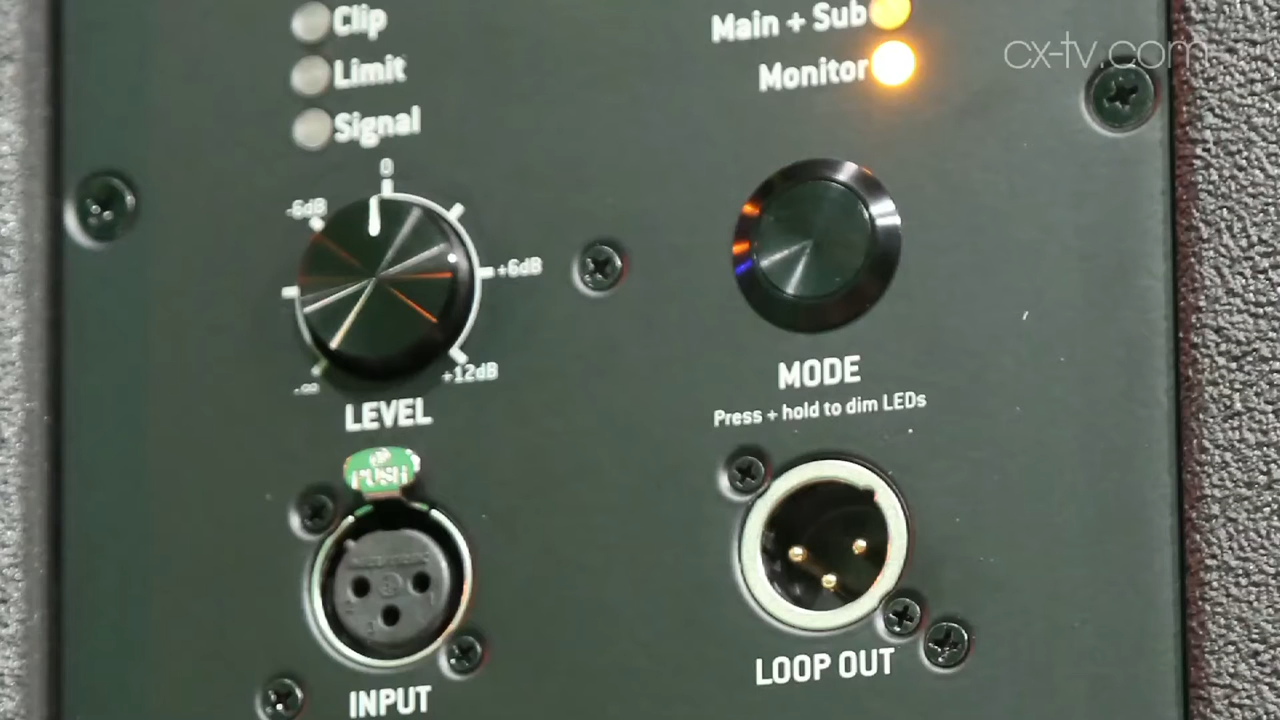 Clip
Limit
Signal
Main + Sub
Monitor
cx-tv.com
0
-6dB
+6dB
-∞
+12dB
LEVEL
MODE
Press + hold to dim LEDs
PUSH
INPUT
LOOP OUT